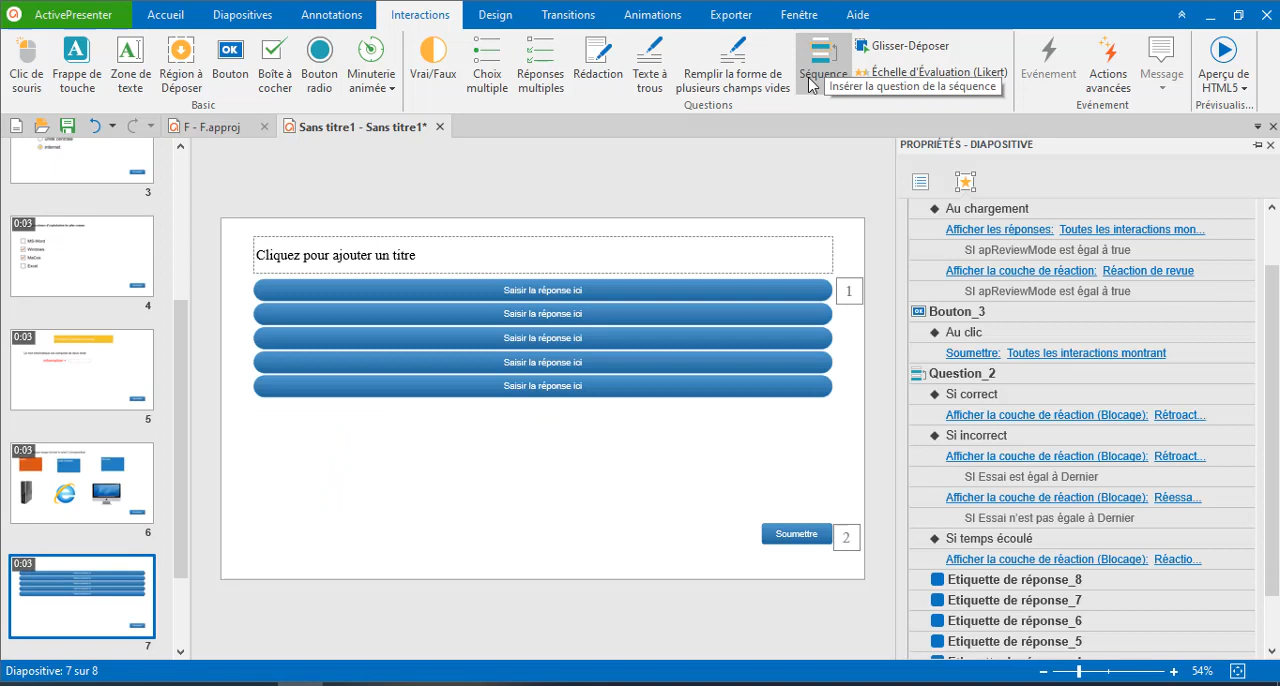 ActivePresenter
Accueil Diapositives Annotations Interactions Design Transitions Animations Exporter Fenêtre Aide
Clic de souris
Frappe de touche
Zone de texte
Région à Déposer
Bouton
Boîte à cocher
Bouton radio
Minuterie animée
Vrai/Faux
Choix multiple
Réponses multiples
Rédaction
Texte à trous
Remplir la forme de plusieurs champs vides
Séquence
Glisser-Déposer
Échelle d'Évaluation (Likert)
Insérer la question de la séquence
Evénement
Actions avancées
Message
Aperçu de HTML5
Basic Questions Evénement Prévisualis...
F - F.approj
Sans titre1 - Sans titre1*
PROPRIÉTÉS - DIAPOSITIVE
internet
3
0:03
MS-Word
Windows
MaCos
Excel
4
0:03
5
0:03
6
0:03
7
Cliquez pour ajouter un titre
Saisir la réponse ici
1
Saisir la réponse ici
Saisir la réponse ici
Saisir la réponse ici
Saisir la réponse ici
Soumettre
2
Au chargement
Afficher les réponses: Toutes les interactions mon...
SI apReviewMode est égal à true
Afficher la couche de réaction: Réaction de revue
SI apReviewMode est égal à true
OK Bouton_3
Au clic
Soumettre: Toutes les interactions montrant
Question_2
Si correct
Afficher la couche de réaction (Blocage): Rétroact...
Si incorrect
Afficher la couche de réaction (Blocage): Rétroact...
SI Essai est égal à Dernier
Afficher la couche de réaction (Blocage): Réessa...
SI Essai n'est pas égale à Dernier
Si temps écoulé
Afficher la couche de réaction (Blocage): Réactio...
Etiquette de réponse_8
Etiquette de réponse_7
Etiquette de réponse_6
Etiquette de réponse_5
Diapositive: 7 sur 8
54%